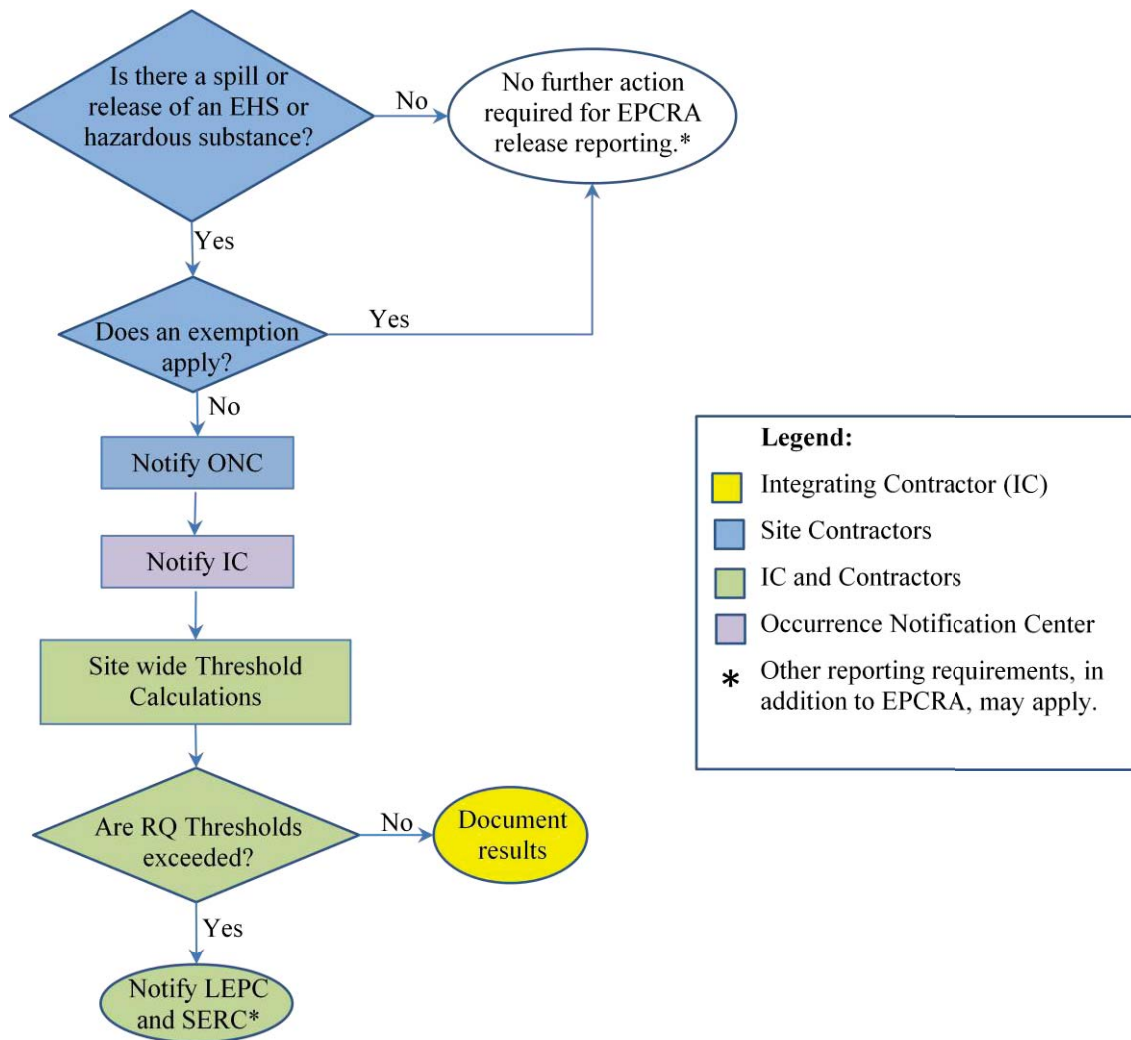 Is there a spill or
release of an EHS or
hazardous substance?
No
No further action
required for EPCRA
release reporting.*
Yes
Does an exemption
apply?
Yes
No
Notify ONC
Notify IC
Site wide Threshold
Calculations
Are RQ Thresholds
exceeded?
No
Document
results
Yes
Notify LEPC
and SERC*
Legend:
Integrating Contractor (IC)
Site Contractors
IC and Contractors
Occurrence Notification Center
* Other reporting requirements, in
addition to EPCRA, may apply.